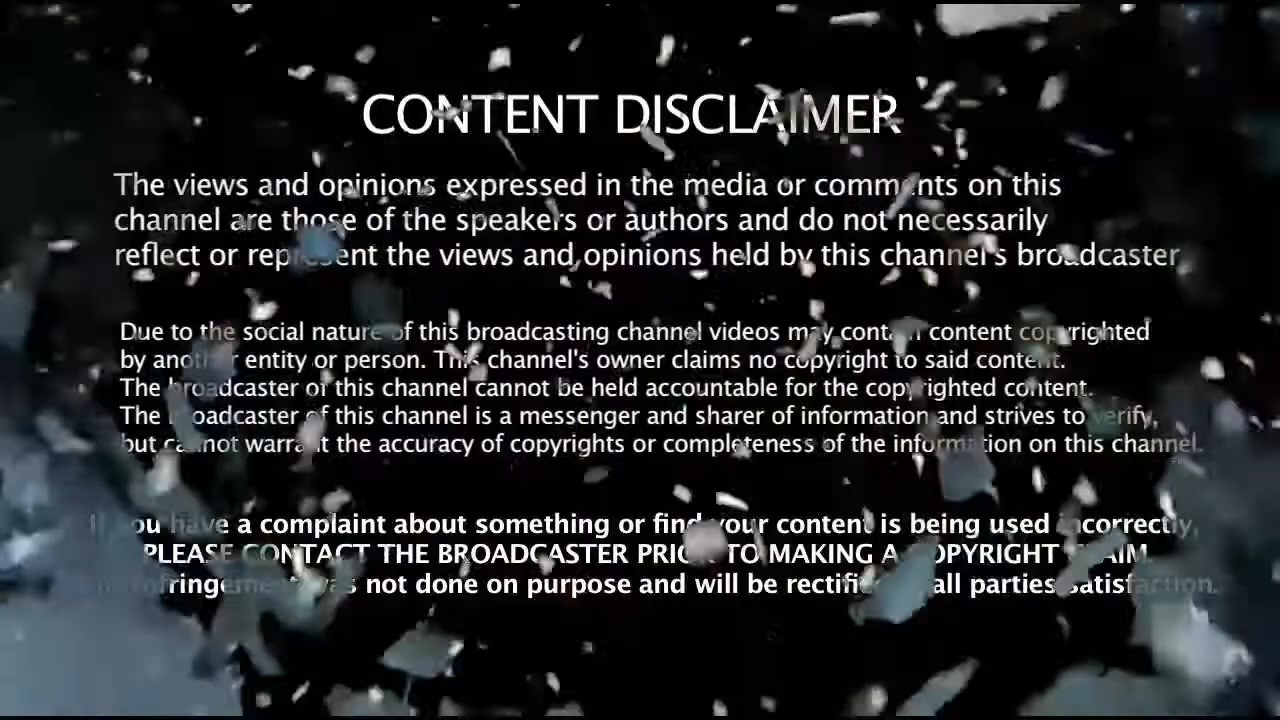 CONTENT DISCLAIMER
The views and opinions expressed in the media or comments on this
channel are those of the speakers or authors and do not necessarily
reflect or represent the views and opinions held by this channel's broadcaster
Due to the social nature of this broadcasting channel videos may contain content copyrighted
by another entity or person. This channel's owner claims no copyright to said content.
The broadcaster of this channel cannot be held accountable for the copyrighted content.
The broadcaster of this channel is a messenger and sharer of information and strives to verify,
but cannot warrant the accuracy of copyrights or completeness of the information on this channel.
If you have a complaint about something or find your content is being used incorrectly,
PLEASE CONTACT THE BROADCASTER PRIOR TO MAKING A COPYRIGHT CLAIM.
infringement was not done on purpose and will be rectified all parties satisfaction.